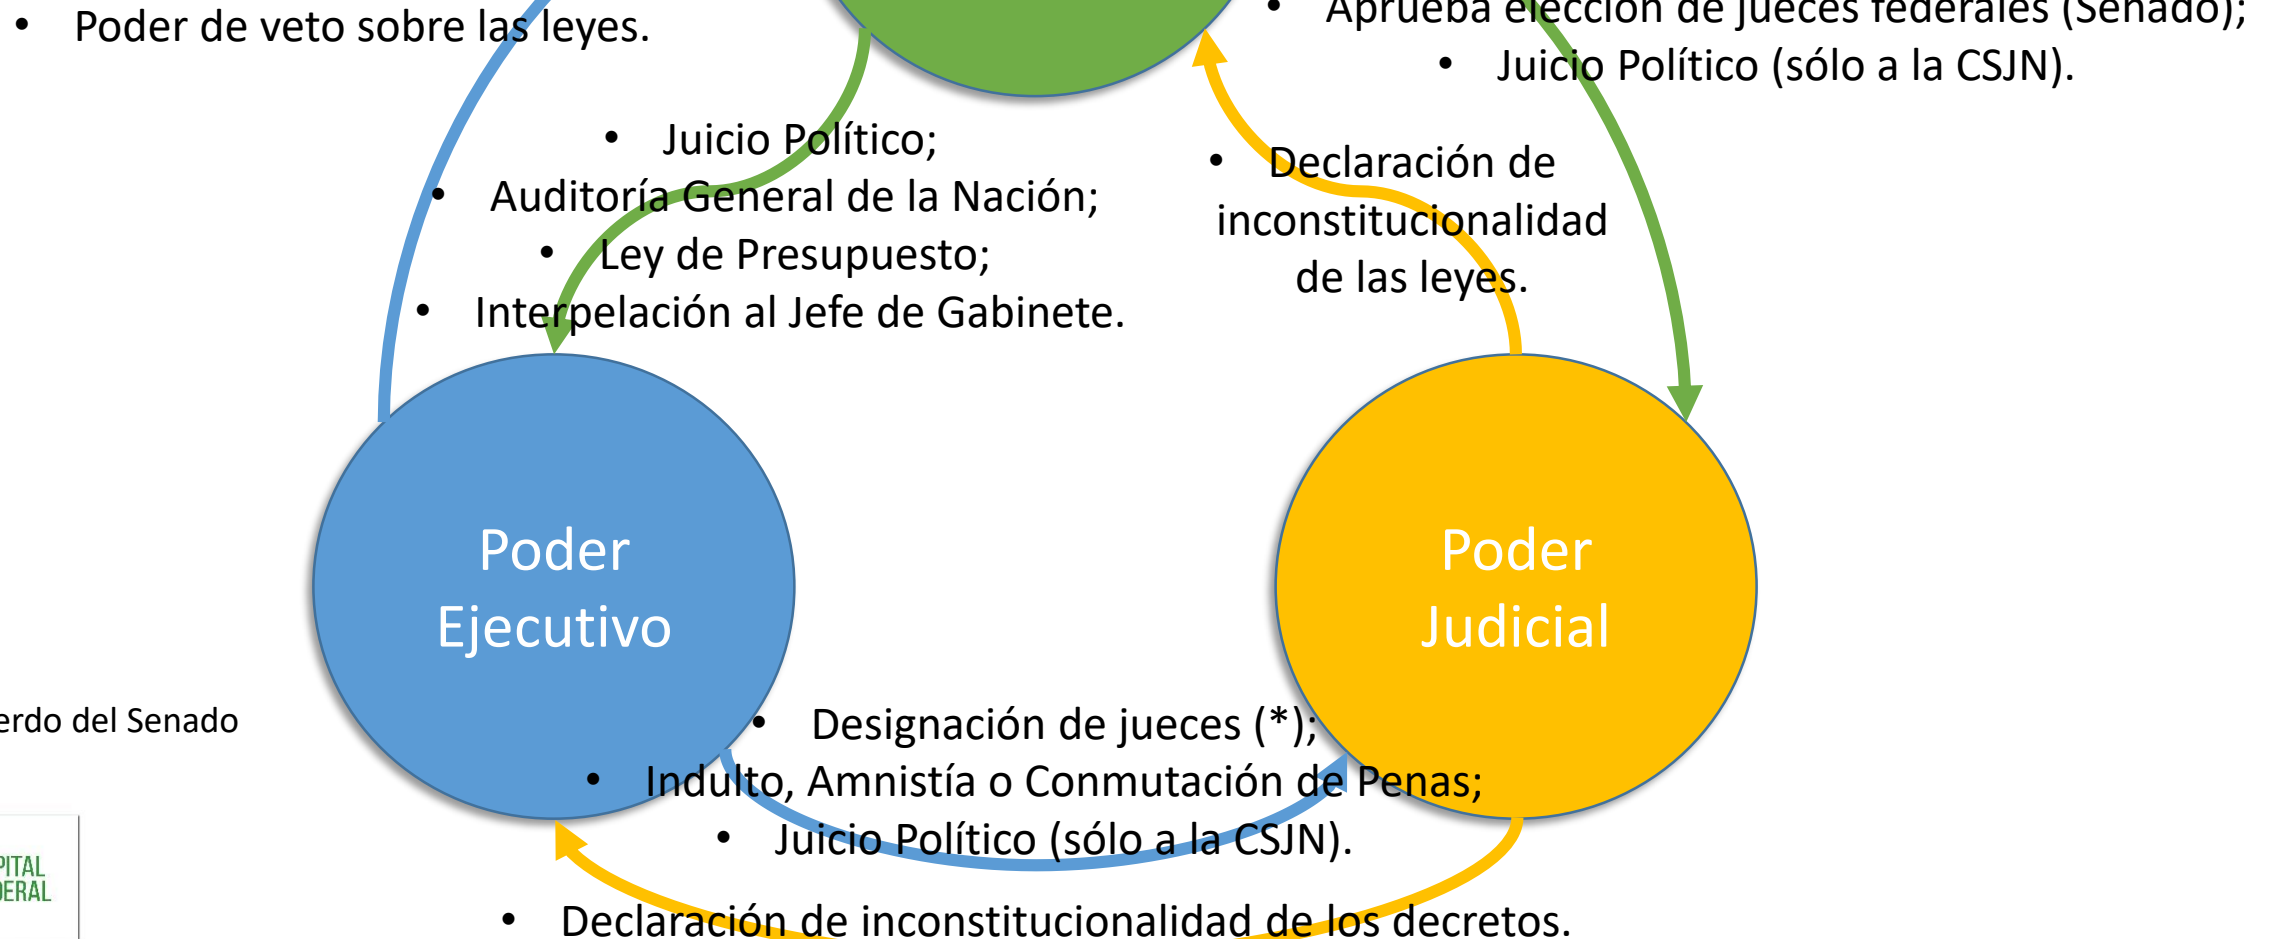 • Poder de veto sobre las leyes.
• Aprueba elección de jueces federales (Senado);
• Juicio Político (sólo a la CSJN).
• Juicio Político;
• Auditoría General de la Nación;
• Ley de Presupuesto;
• Interpelación al Jefe de Gabinete.
• Declaración de
inconstitucionalidad
de las leyes.
Poder
Ejecutivo
Poder
Judicial
del Senado
• Designación de jueces (*);
• Indulto, Amnistía o Conmutación de Penas;
• Juicio Político (sólo a la CSJN).
• Declaración de inconstitucionalidad de los decretos.